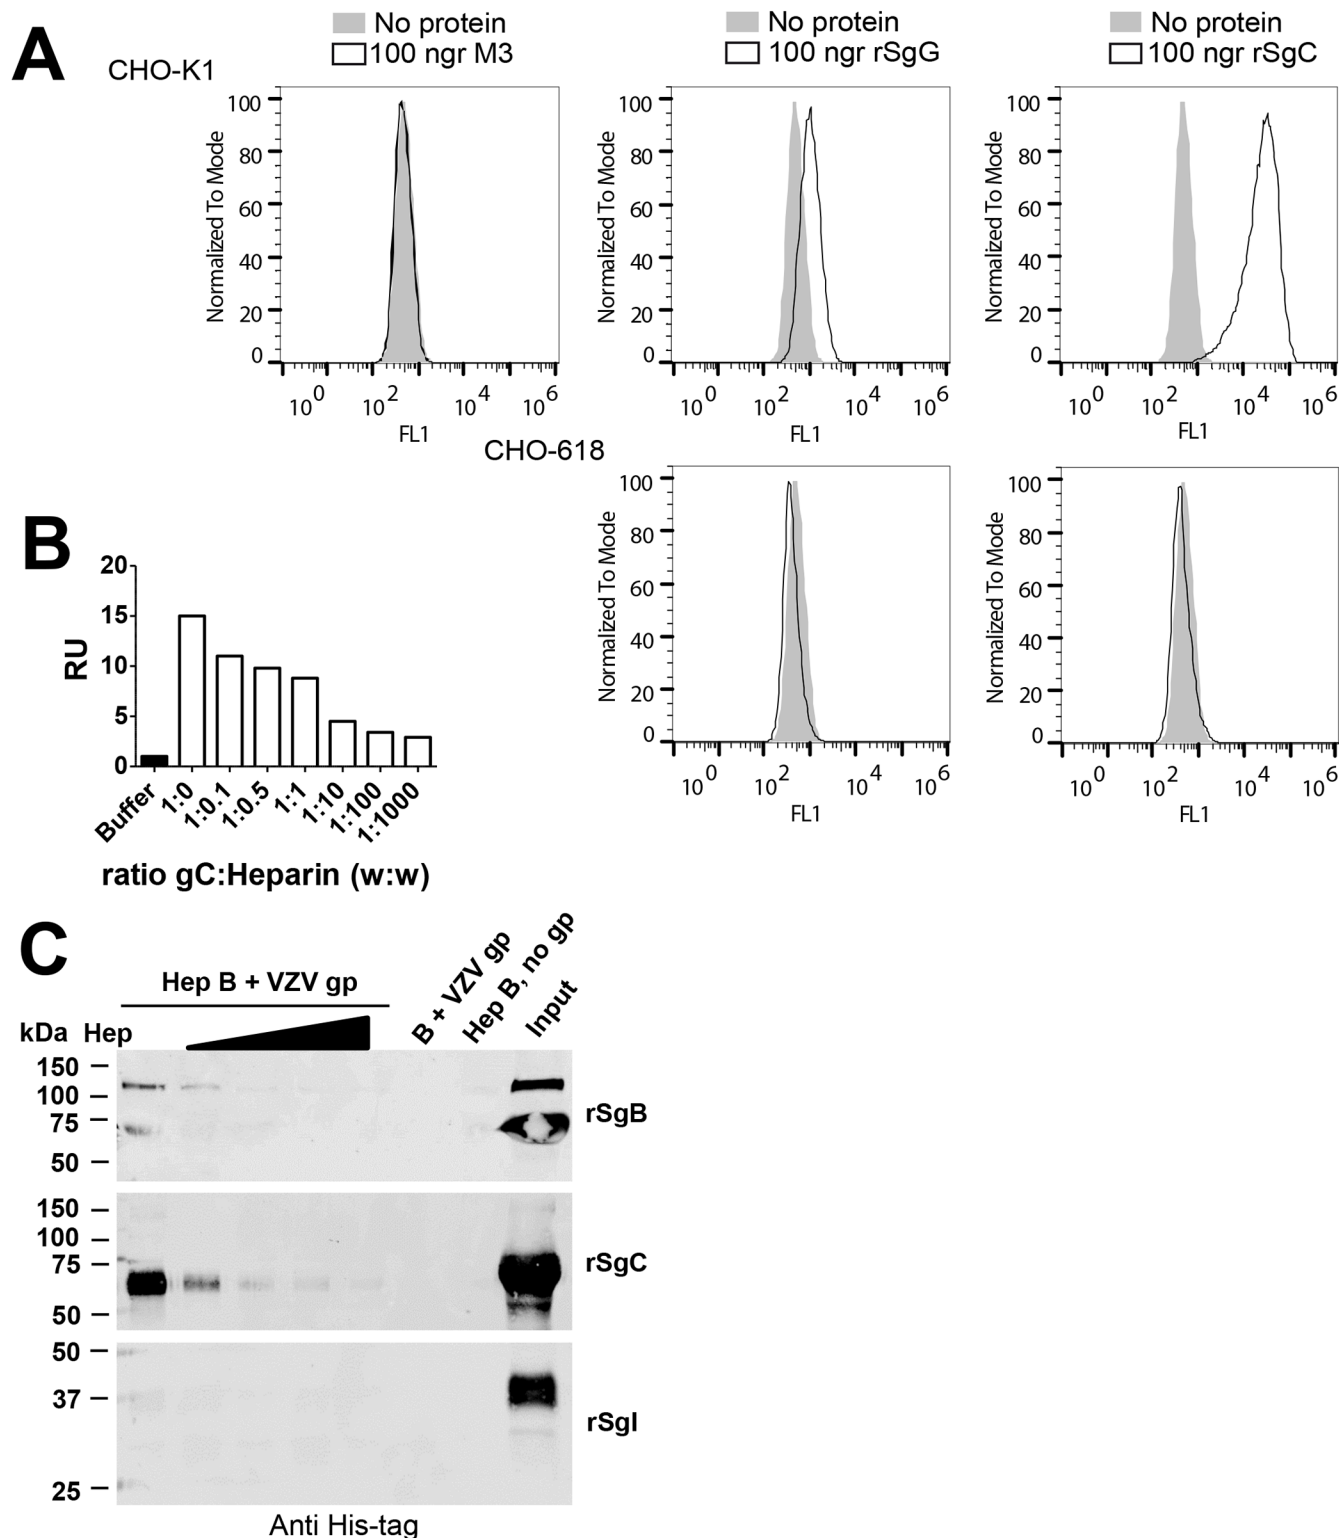 A
CHO-K1
No protein
100 ngr M3
No protein
100 ngr rSgG
No protein
100 ngr rSgC
Normalized To Mode
100
80
60
40
20
0
10^0 10^2 10^4 10^6
FL1
Normalized To Mode
100
80
60
40
20
0
10^0 10^2 10^4 10^6
FL1
Normalized To Mode
100
80
60
40
20
0
10^0 10^2 10^4 10^6
FL1
CHO-618
Normalized To Mode
100
80
60
40
20
0
10^0 10^2 10^4 10^6
FL1
Normalized To Mode
100
80
60
40
20
0
10^0 10^2 10^4 10^6
FL1
B
RU
20
15
10
5
0
Buffer
1:0
1:0.1
1:0.5
1:1
1:10
1:100
1:1000
ratio gC:Heparin (w:w)
C
Hep B + VZV gp
B + VZV gp
Hep B, no gp
Input
kDa Hep
150
100
75
50
rSgB
150
100
75
50
rSgC
50
37
25
rSgI
Anti His-tag